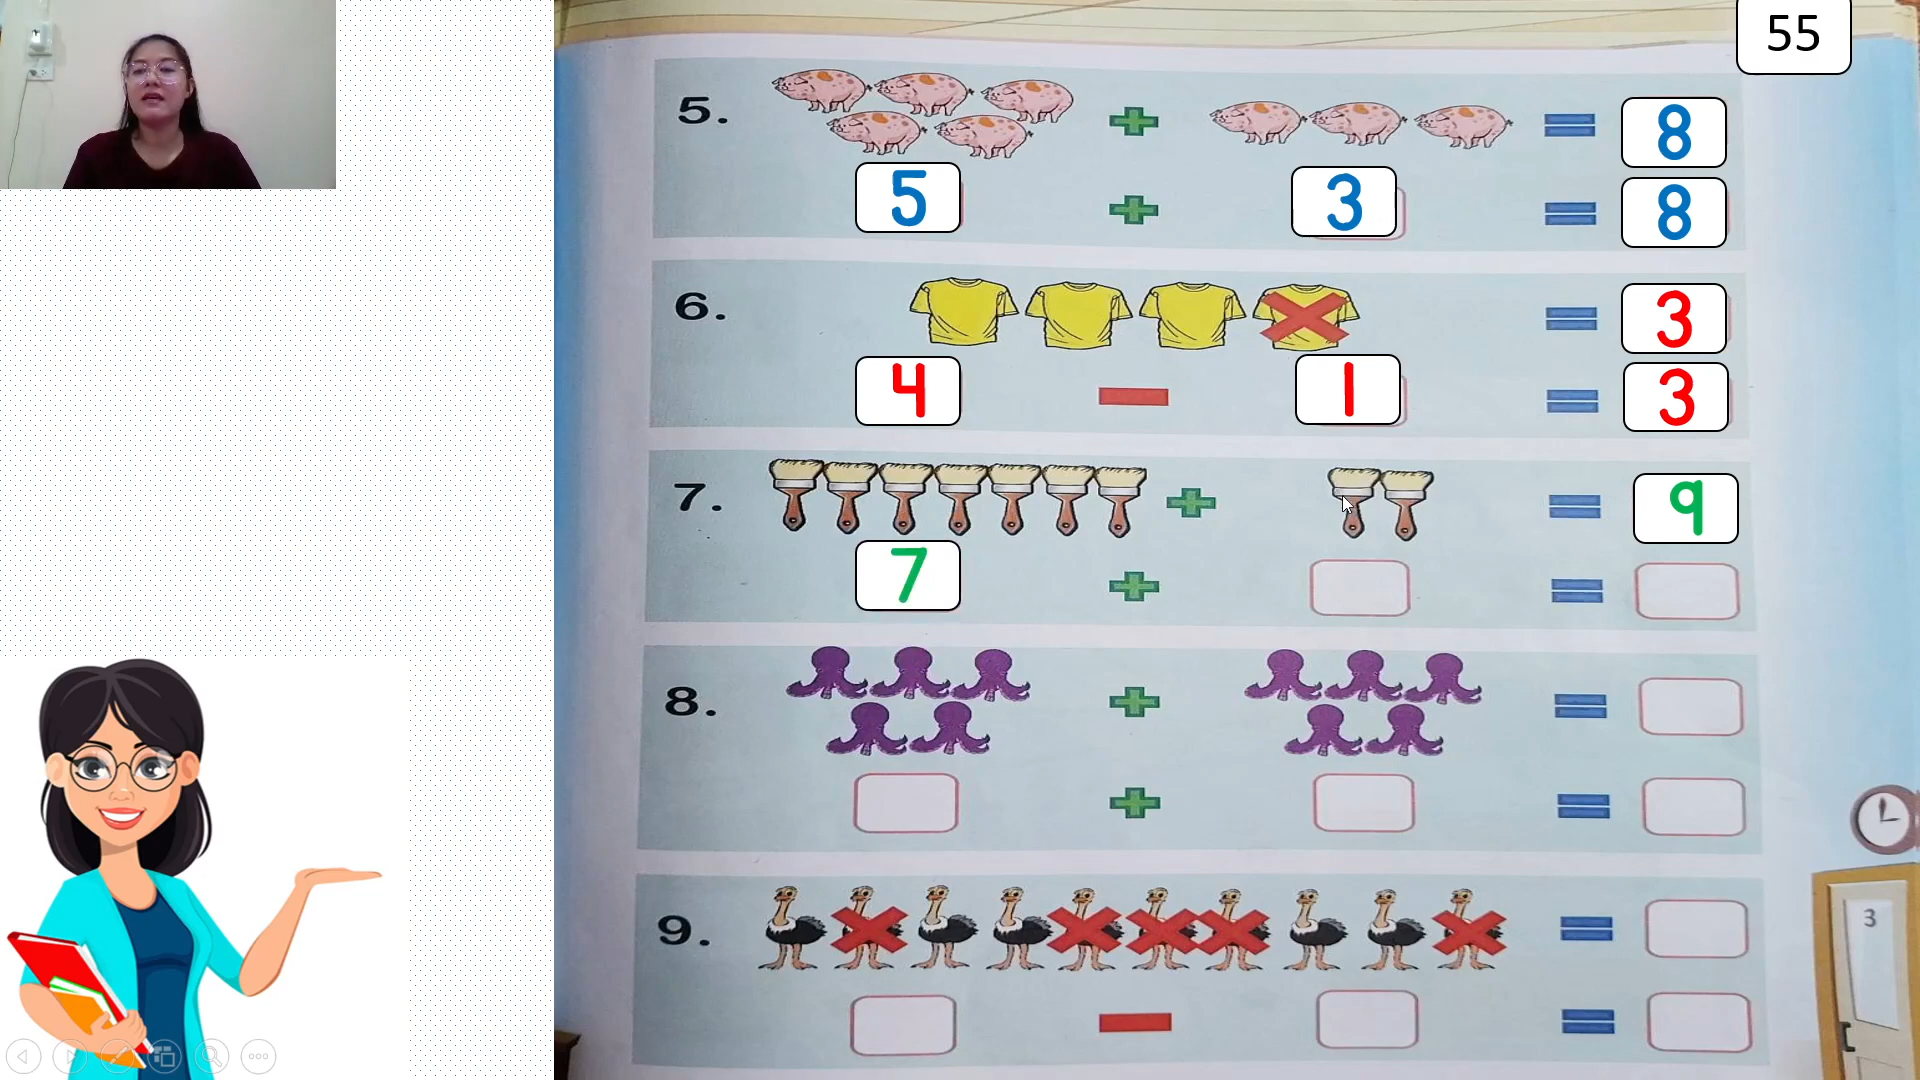 55
5.
+ = 8
5 + 3 = 8
6.
= 3
4 - 1 = 3
7.
+ = 9
7 + =
8.
+ =
+ =
9.
=
- =
3